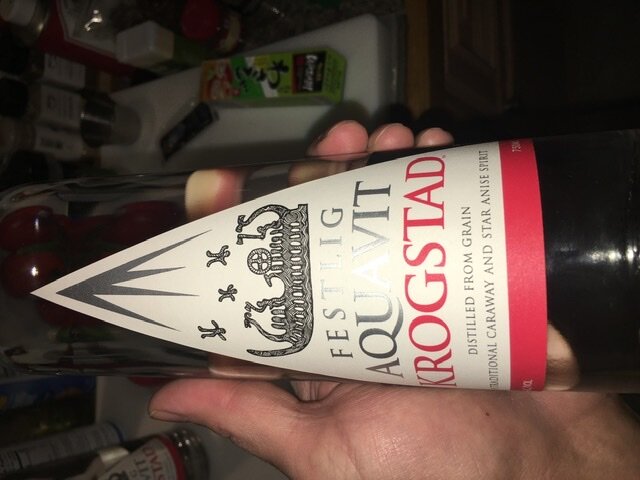 FESTLIG
AQUAVIT
KROGSTAD
DISTILLED FROM GRAIN
TRADITIONAL CARAWAY AND STAR ANISE SPIRIT